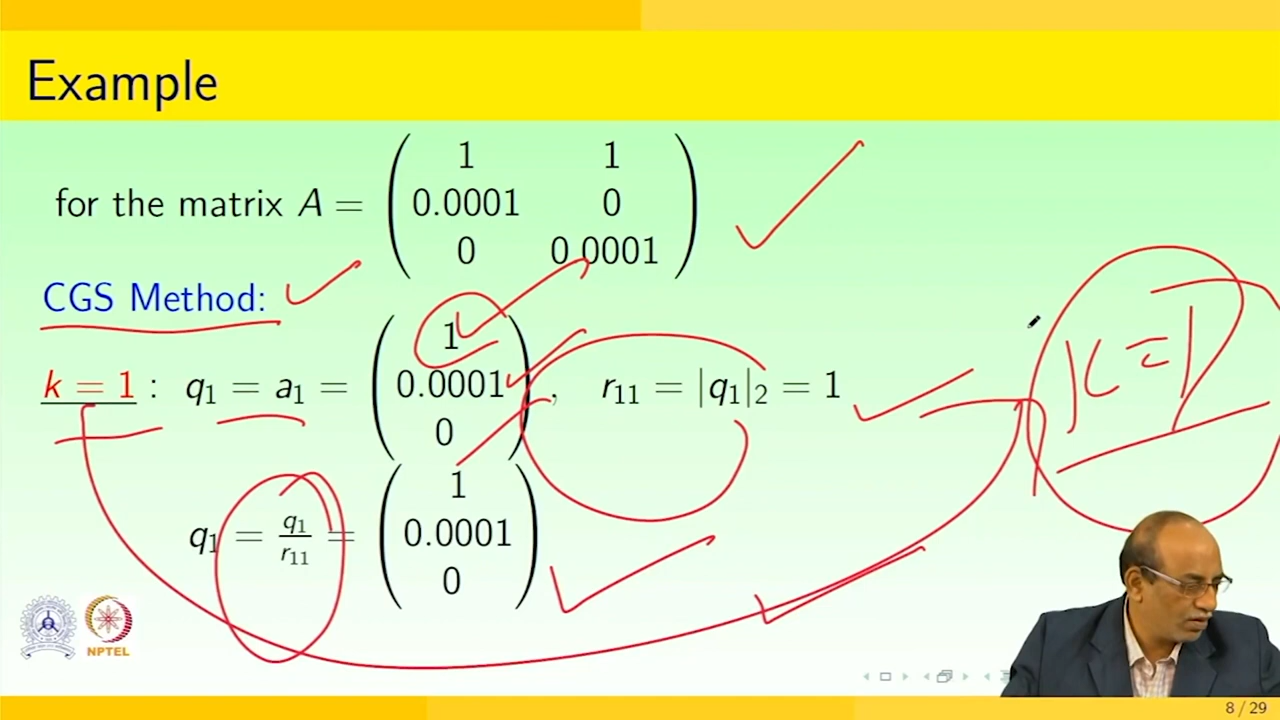 Example
for the matrix A = ( 1 1
0.0001 0
0 0.0001 )
CGS Method:
k = 1 : q₁ = a₁ = ( 1
0.0001
0 ), r₁₁ = |q₁|₂ = 1
k = 1
q₁ = q₁/r₁₁ = ( 1
0.0001
0 )
NPTEL
8 / 29